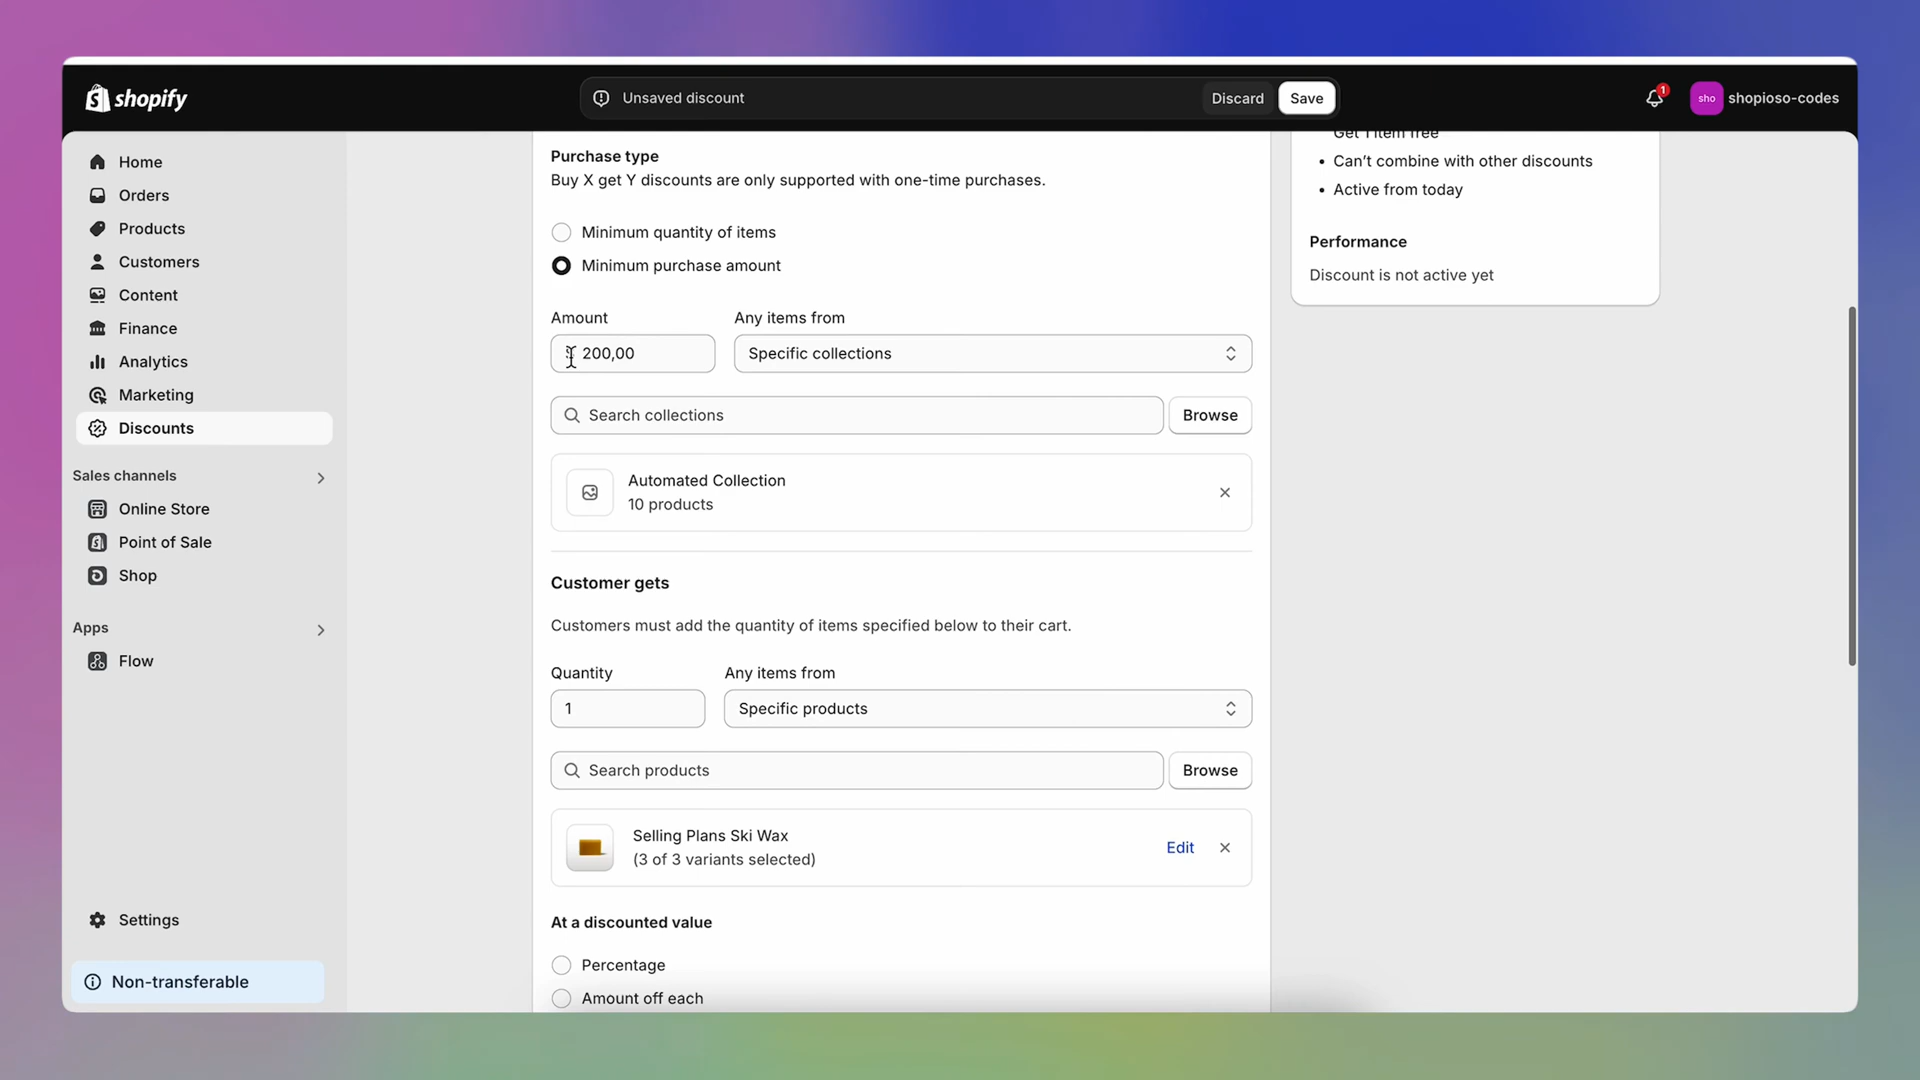 shopify
Unsaved discount
Discard
Save
1
sho
shopioso-codes
Home
Orders
Products
Customers
Content
Finance
Analytics
Marketing
Discounts
Sales channels
Online Store
Point of Sale
Shop
Apps
Flow
Settings
Non-transferable
Purchase type
Buy X get Y discounts are only supported with one-time purchases.
Minimum quantity of items
Minimum purchase amount
Amount
Any items from
200,00
Specific collections
Search collections
Browse
Automated Collection
10 products
Customer gets
Customers must add the quantity of items specified below to their cart.
Quantity
Any items from
1
Specific products
Search products
Browse
Selling Plans Ski Wax
(3 of 3 variants selected)
Edit
At a discounted value
Percentage
Amount off each
Get 1 item free
• Can't combine with other discounts
• Active from today
Performance
Discount is not active yet